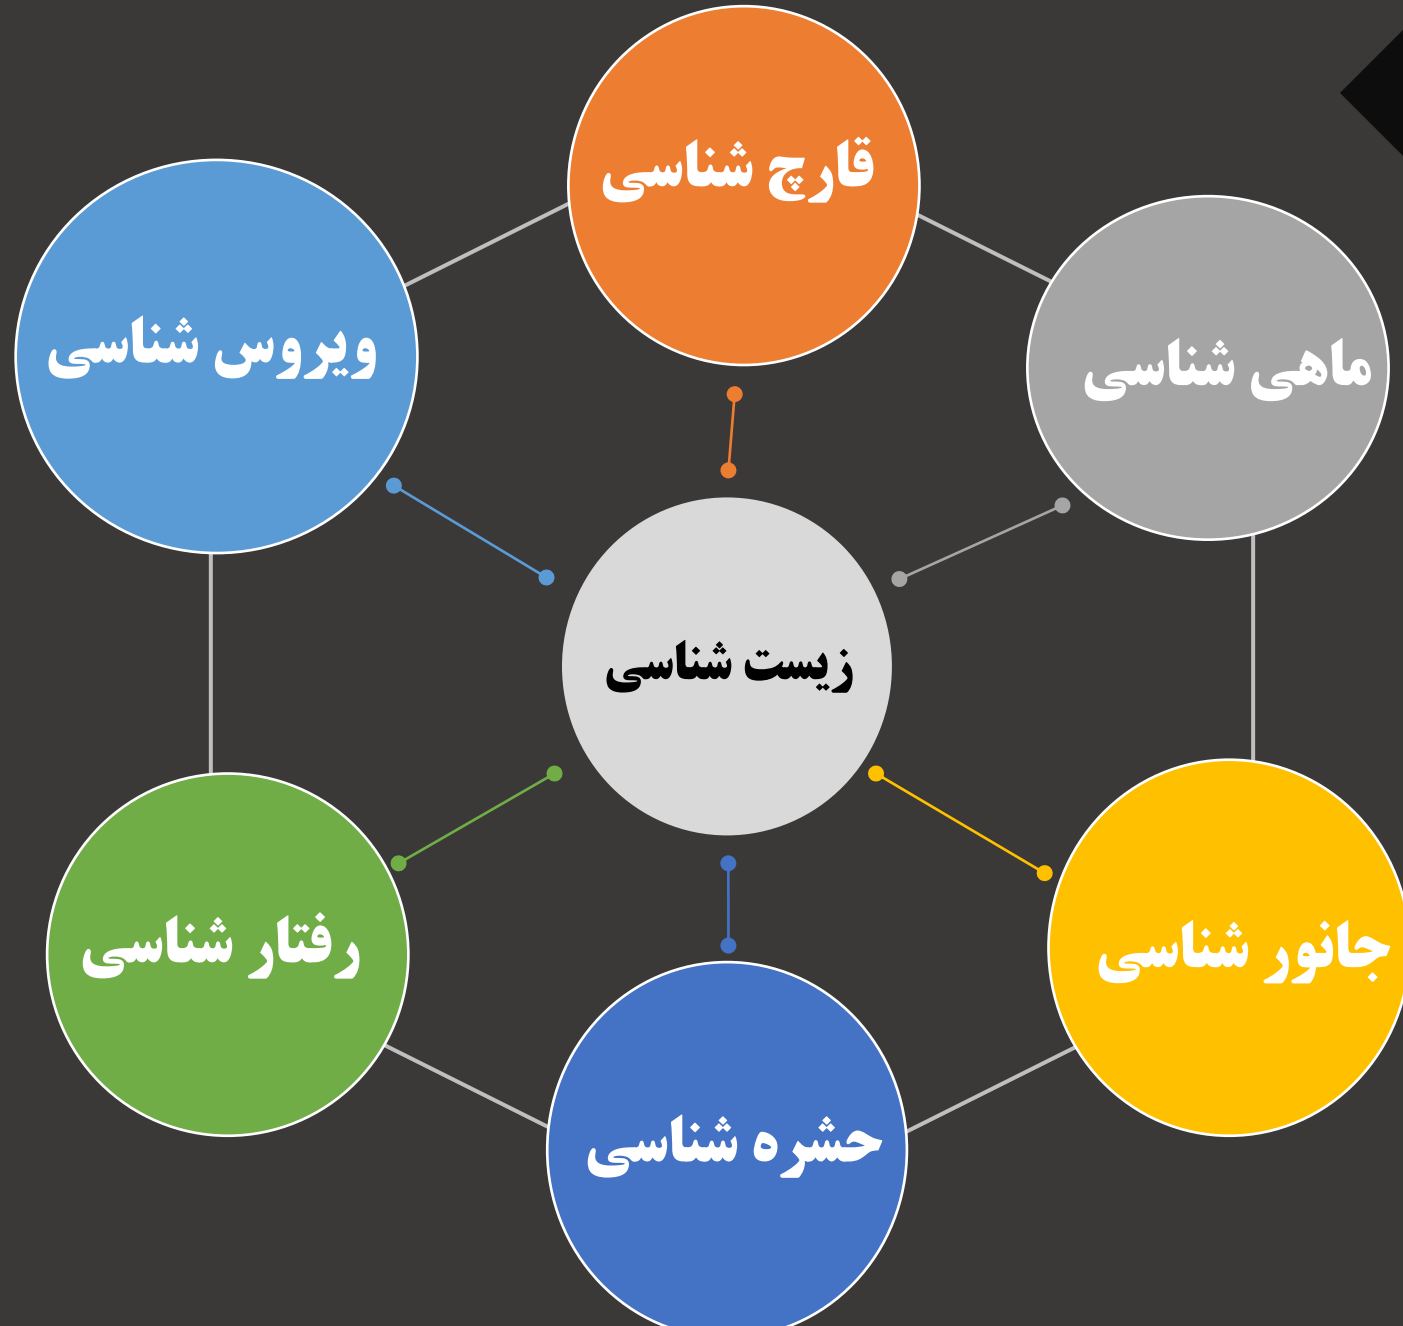 قارچ شناسی
ویروس شناسی
ماهی شناسی
زیست شناسی
رفتار شناسی
جانور شناسی
حشره شناسی